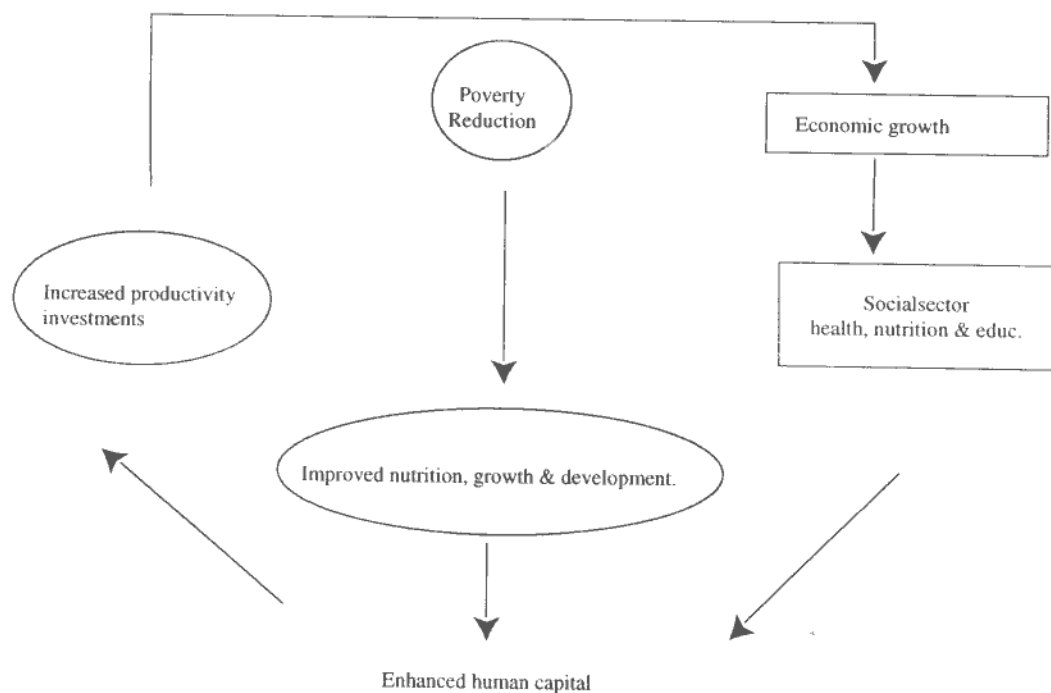 Poverty
Reduction
Economic growth
Increased productivity
investments
Socialsector
health, nutrition & educ.
Improved nutrition, growth & development.
Enhanced human capital